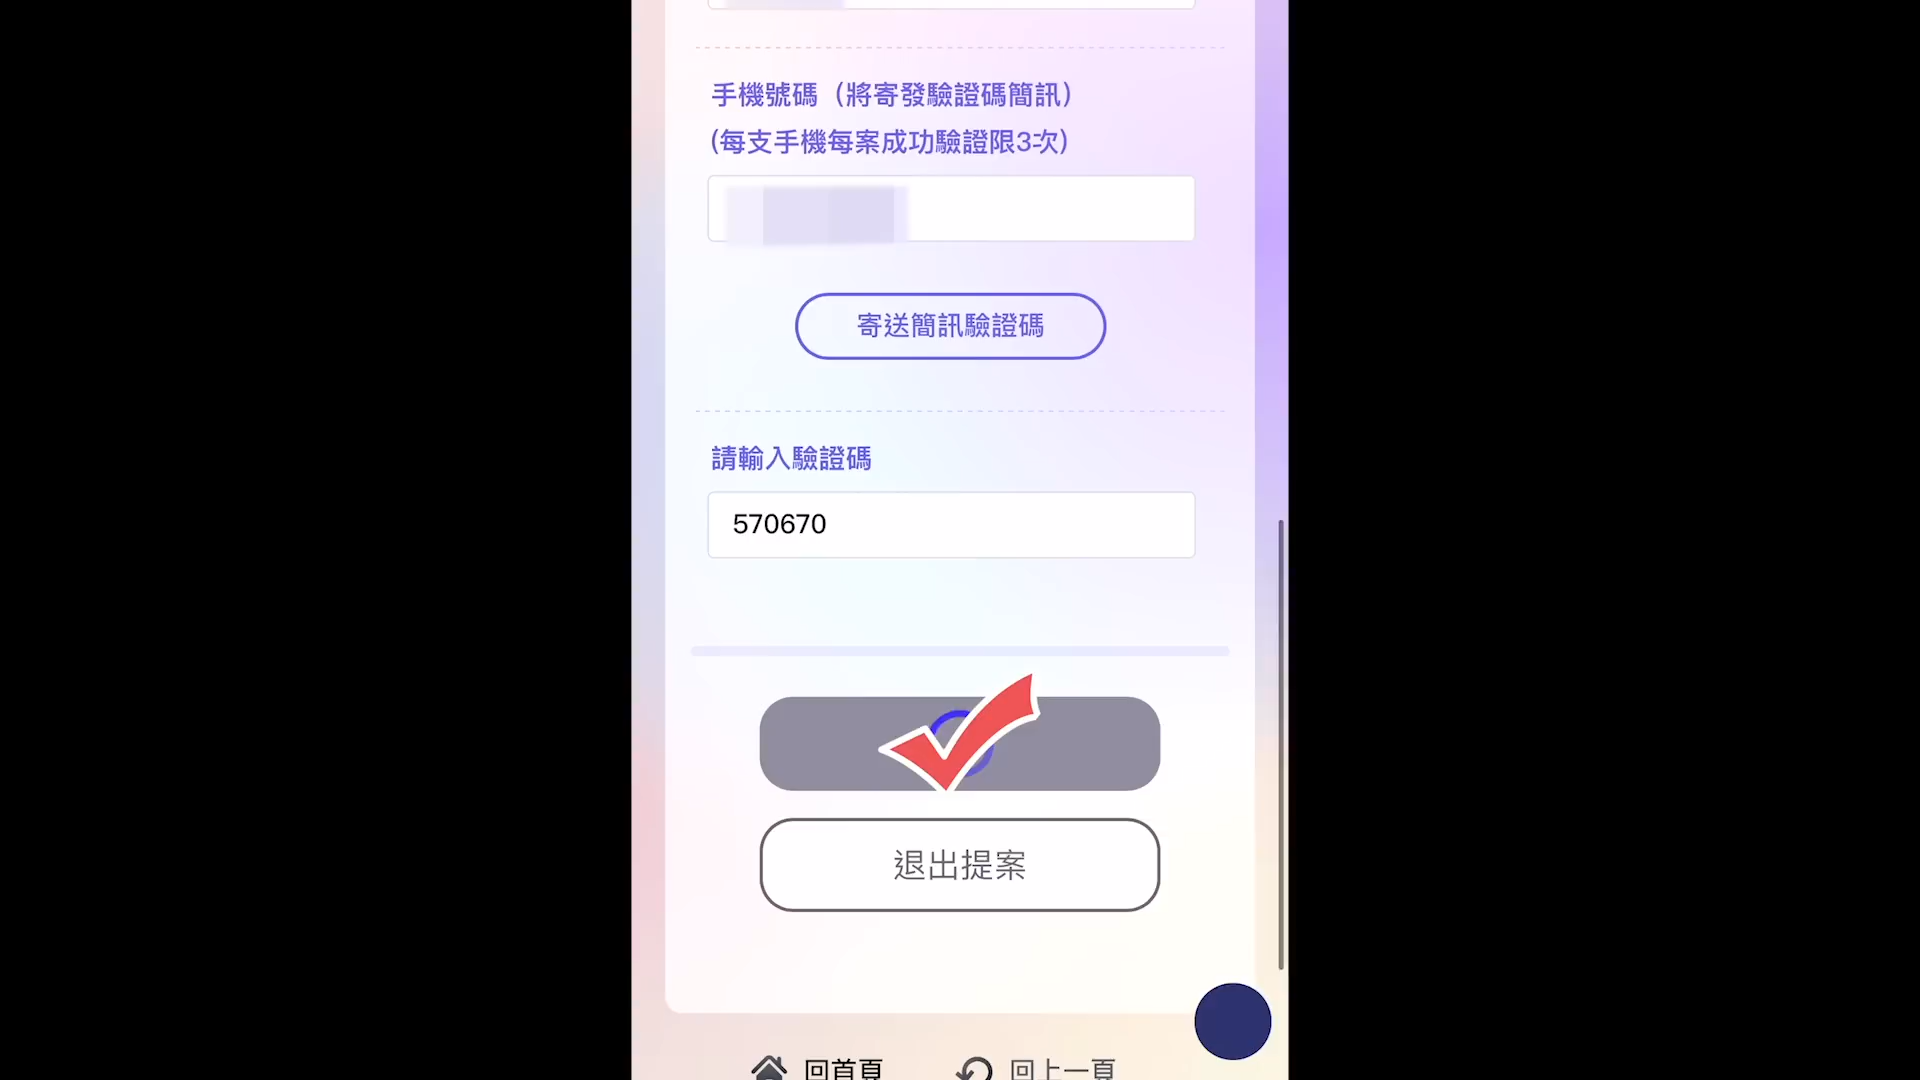 手機號碼（將寄發驗證碼簡訊）
(每支手機每案成功驗證限3次)
寄送簡訊驗證碼
請輸入驗證碼
570670
退出提案
回首頁 回上一頁